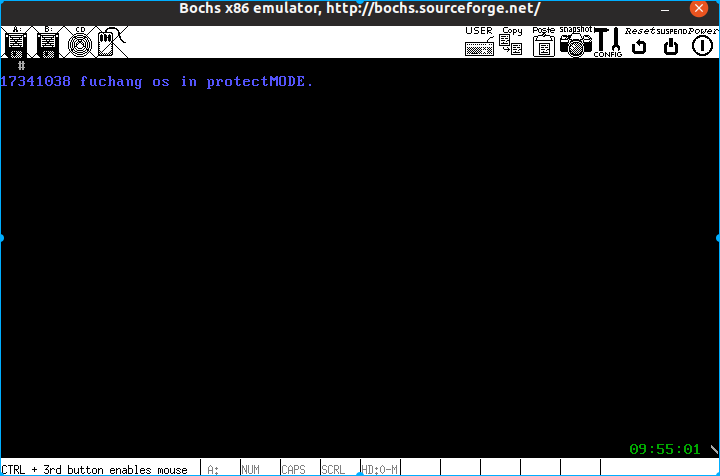 Bochs x86 emulator, http://bochs.sourceforge.net/
A: B: CD USER Copy Paste snapshot CONFIG Reset SUSPEND Power
#
17341038 fuchang os in protectMODE.
09:55:01 \
CTRL + 3rd button enables mouse A: NUM CAPS SCRL HD:0-M